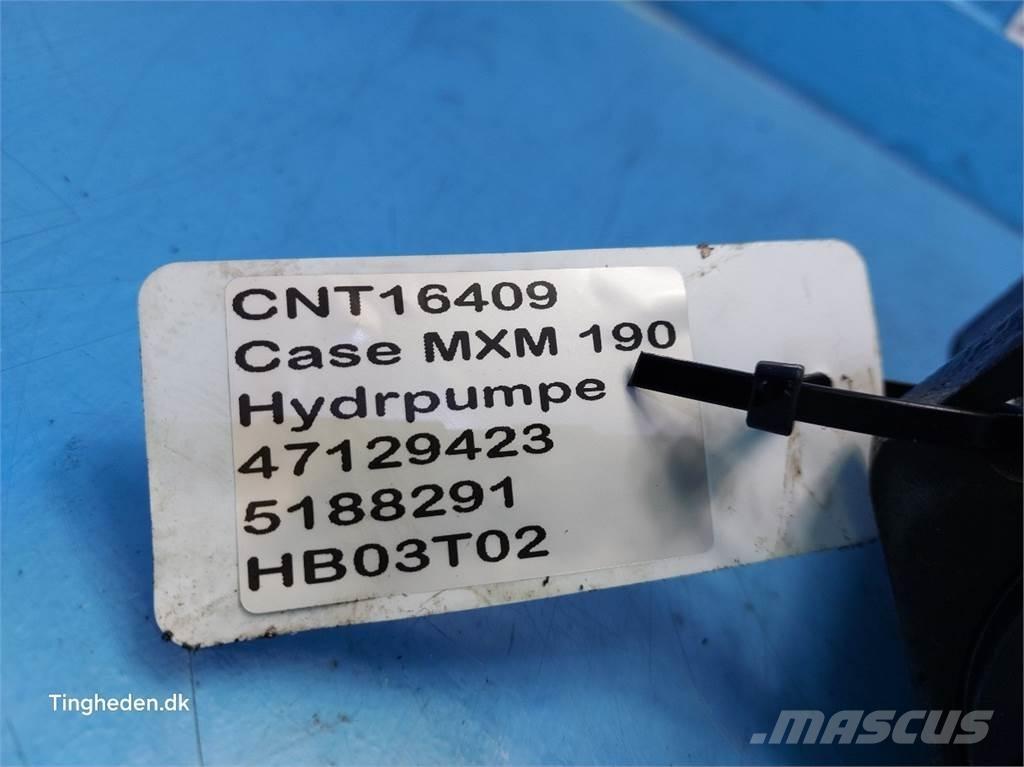 CNT16409
Case MXM 190
Hydrpumpe
47129423
5188291
HB03T02
Tingheden.dk
MASCUS